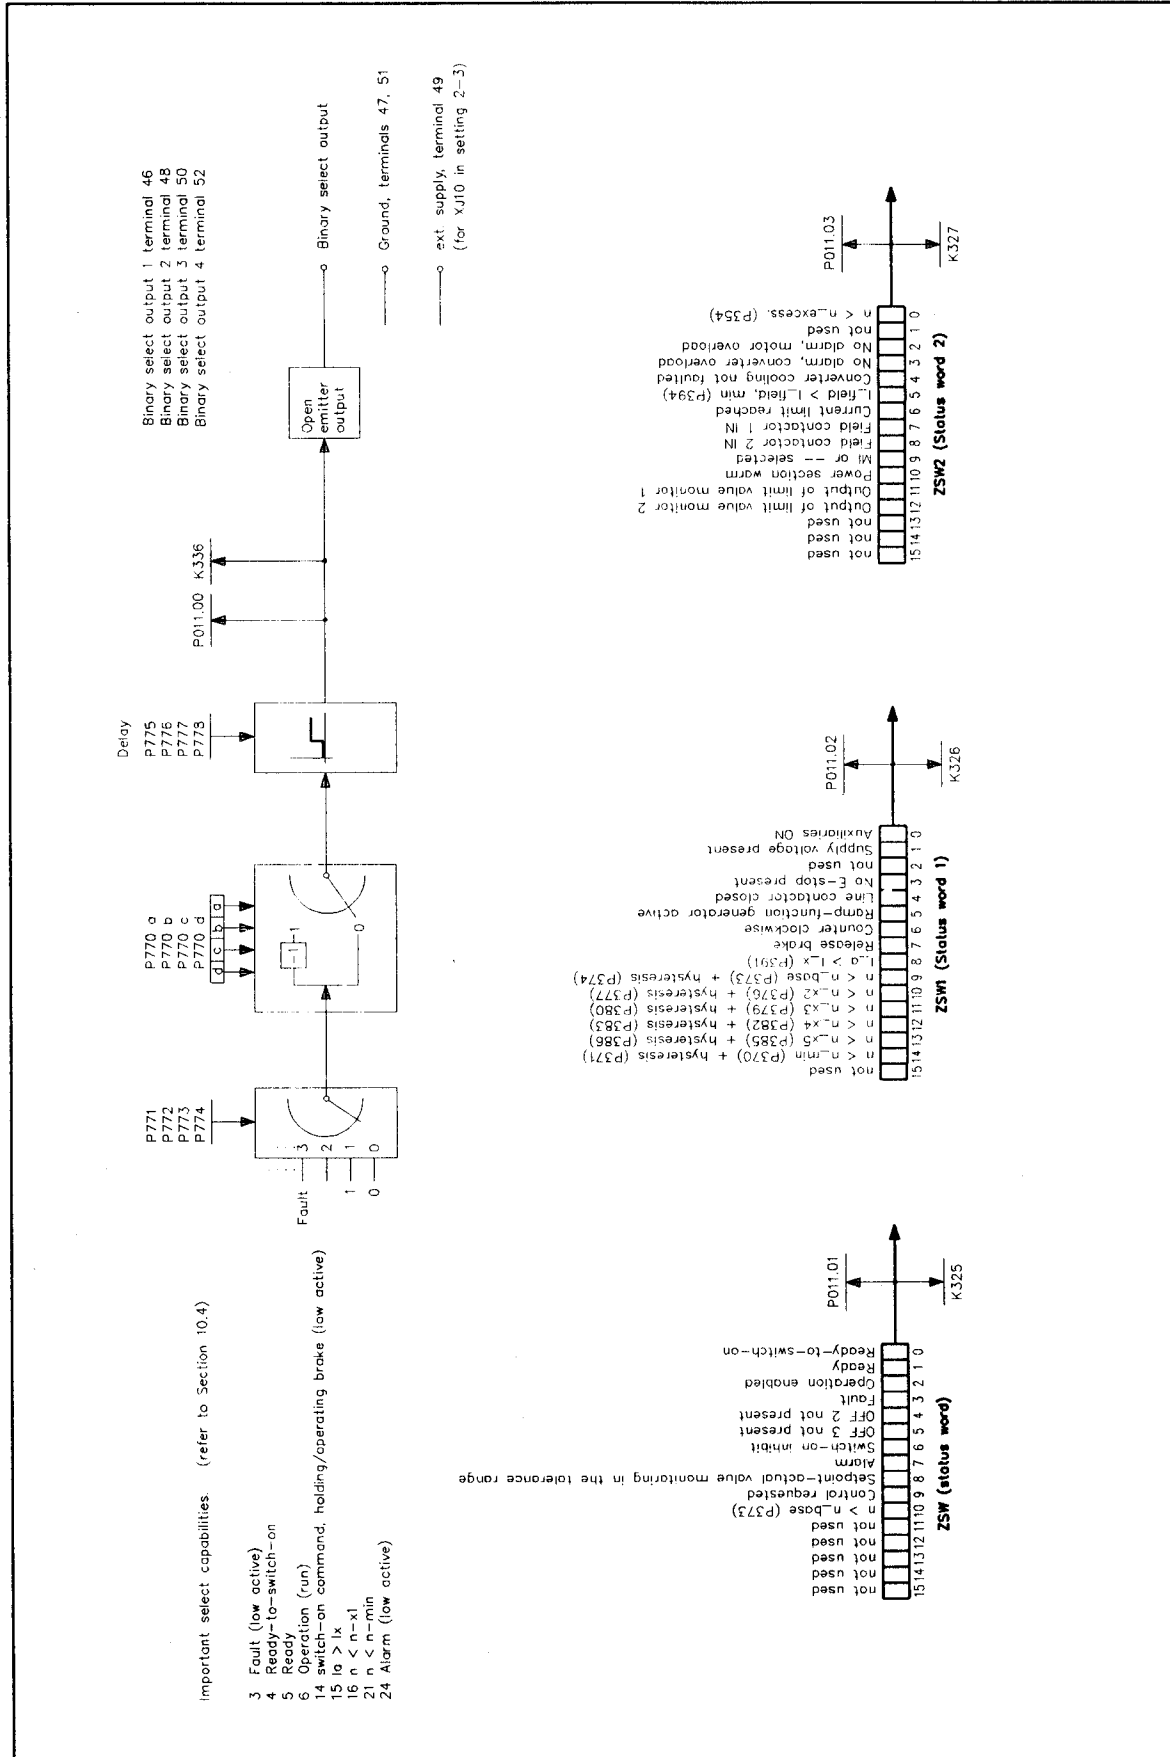 Important select capabilities. (refer to Section 10.4)
3 Fault (low active)
4 Ready-to-switch-on
5 Ready
6 Operation (run)
14 switch-on command, holding/operating brake (low active)
15 Ia > Ix
16 n < n-x1
21 n < n-min
24 Alarm (low active)
P771
P772
P773
P774
Fault
3
2
1 1
0 0
P770 a
P770 b
P770 c
P770 d
d c b a
-1 1
0
Delay
P775
P776
P777
P778
P011.00 K336
Open
emitter
output
Binary select output 1 terminal 46
Binary select output 2 terminal 48
Binary select output 3 terminal 50
Binary select output 4 terminal 52
Binary select output
Ground, terminals 47, 51
ext. supply, terminal 49
(for XJ10 in setting 2-3)
Ready-to-switch-on
Ready
Operation enabled
Fault
OFF 2 not present
OFF 3 not present
Switch-on inhibit
Alarm
Setpoint-actual value monitoring in the tolerance range
Control requested
n > n_base (P373)
not used
not used
not used
not used
not used
15 14 13 12 11 10 9 8 7 6 5 4 3 2 1 0
ZSW (status word)
P011.01
K325
Auxiliaries ON
Supply voltage present
not used
No E-stop present
Line contactor closed
Ramp-function generator active
Counter clockwise
Release brake
I_a > I_x (P391)
n < n_base (P373) + hysteresis (P374)
n < n_x2 (P376) + hysteresis (P377)
n < n_x3 (P379) + hysteresis (P380)
n < n_x4 (P382) + hysteresis (P383)
n < n_x5 (P385) + hysteresis (P386)
n < n_min (P370) + hysteresis (P371)
not used
15 14 13 12 11 10 9 8 7 6 5 4 3 2 1 0
ZSW1 (Status word 1)
P011.02
K326
n < n_excess. (P354)
not used
No alarm, motor overload
No alarm, converter overload
Converter cooling not faulted
I_field > I_field, min (P394)
Current limit reached
Field contactor 1 IN
Field contactor 2 IN
MI or -- selected
Power section warm
Output of limit value monitor 1
Output of limit value monitor 2
not used
not used
not used
15 14 13 12 11 10 9 8 7 6 5 4 3 2 1 0
ZSW2 (Status word 2)
P011.03
K327